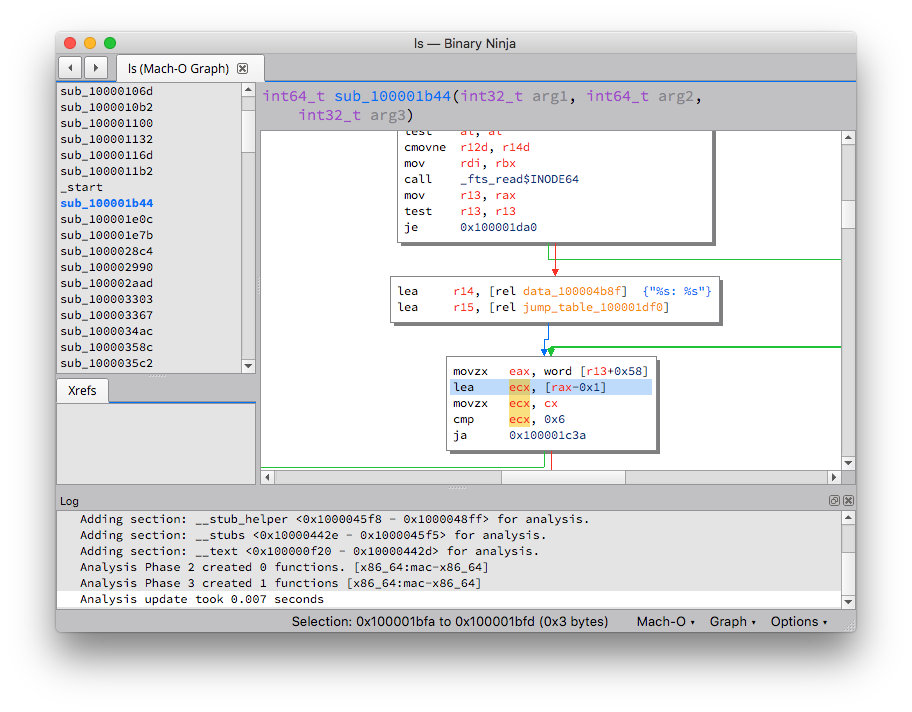 ls — Binary Ninja
ls (Mach-O Graph)
sub_10000106d
sub_1000010b2
sub_100001100
sub_100001132
sub_10000116d
sub_1000011b2
_start
sub_100001b44
sub_100001e0c
sub_100001e7b
sub_1000028c4
sub_100002990
sub_100002aad
sub_100003303
sub_100003367
sub_1000034ac
sub_10000358c
sub_1000035c2
Xrefs
int64_t sub_100001b44(int32_t arg1, int64_t arg2,
int32_t arg3)
test al, al
cmovne r12d, r14d
mov rdi, rbx
call _fts_read$INODE64
mov r13, rax
test r13, r13
je 0x100001da0
lea r14, [rel data_100004b8f] {"%s: %s"}
lea r15, [rel jump_table_100001df0]
movzx eax, word [r13+0x58]
lea ecx, [rax-0x1]
movzx ecx, cx
cmp ecx, 0x6
ja 0x100001c3a
Log
Adding section: __stub_helper <0x1000045f8 - 0x1000048ff> for analysis.
Adding section: __stubs <0x10000442e - 0x1000045f5> for analysis.
Adding section: __text <0x100000f20 - 0x10000442d> for analysis.
Analysis Phase 2 created 0 functions. [x86_64:mac-x86_64]
Analysis Phase 3 created 1 functions [x86_64:mac-x86_64]
Analysis update took 0.007 seconds
Selection: 0x100001bfa to 0x100001bfd (0x3 bytes) Mach-O Graph Options